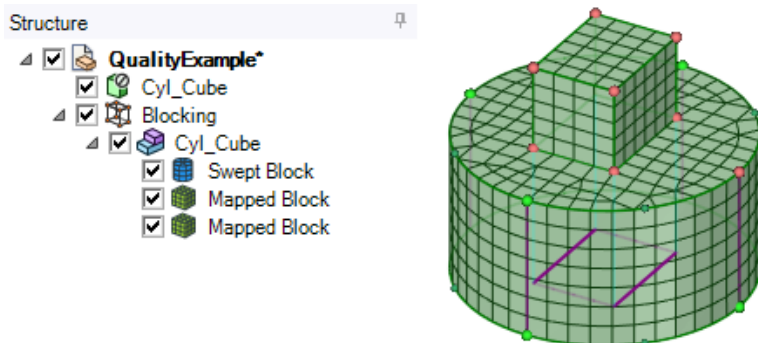 Structure
QualityExample*
Cyl_Cube
Blocking
Cyl_Cube
Swept Block
Mapped Block
Mapped Block